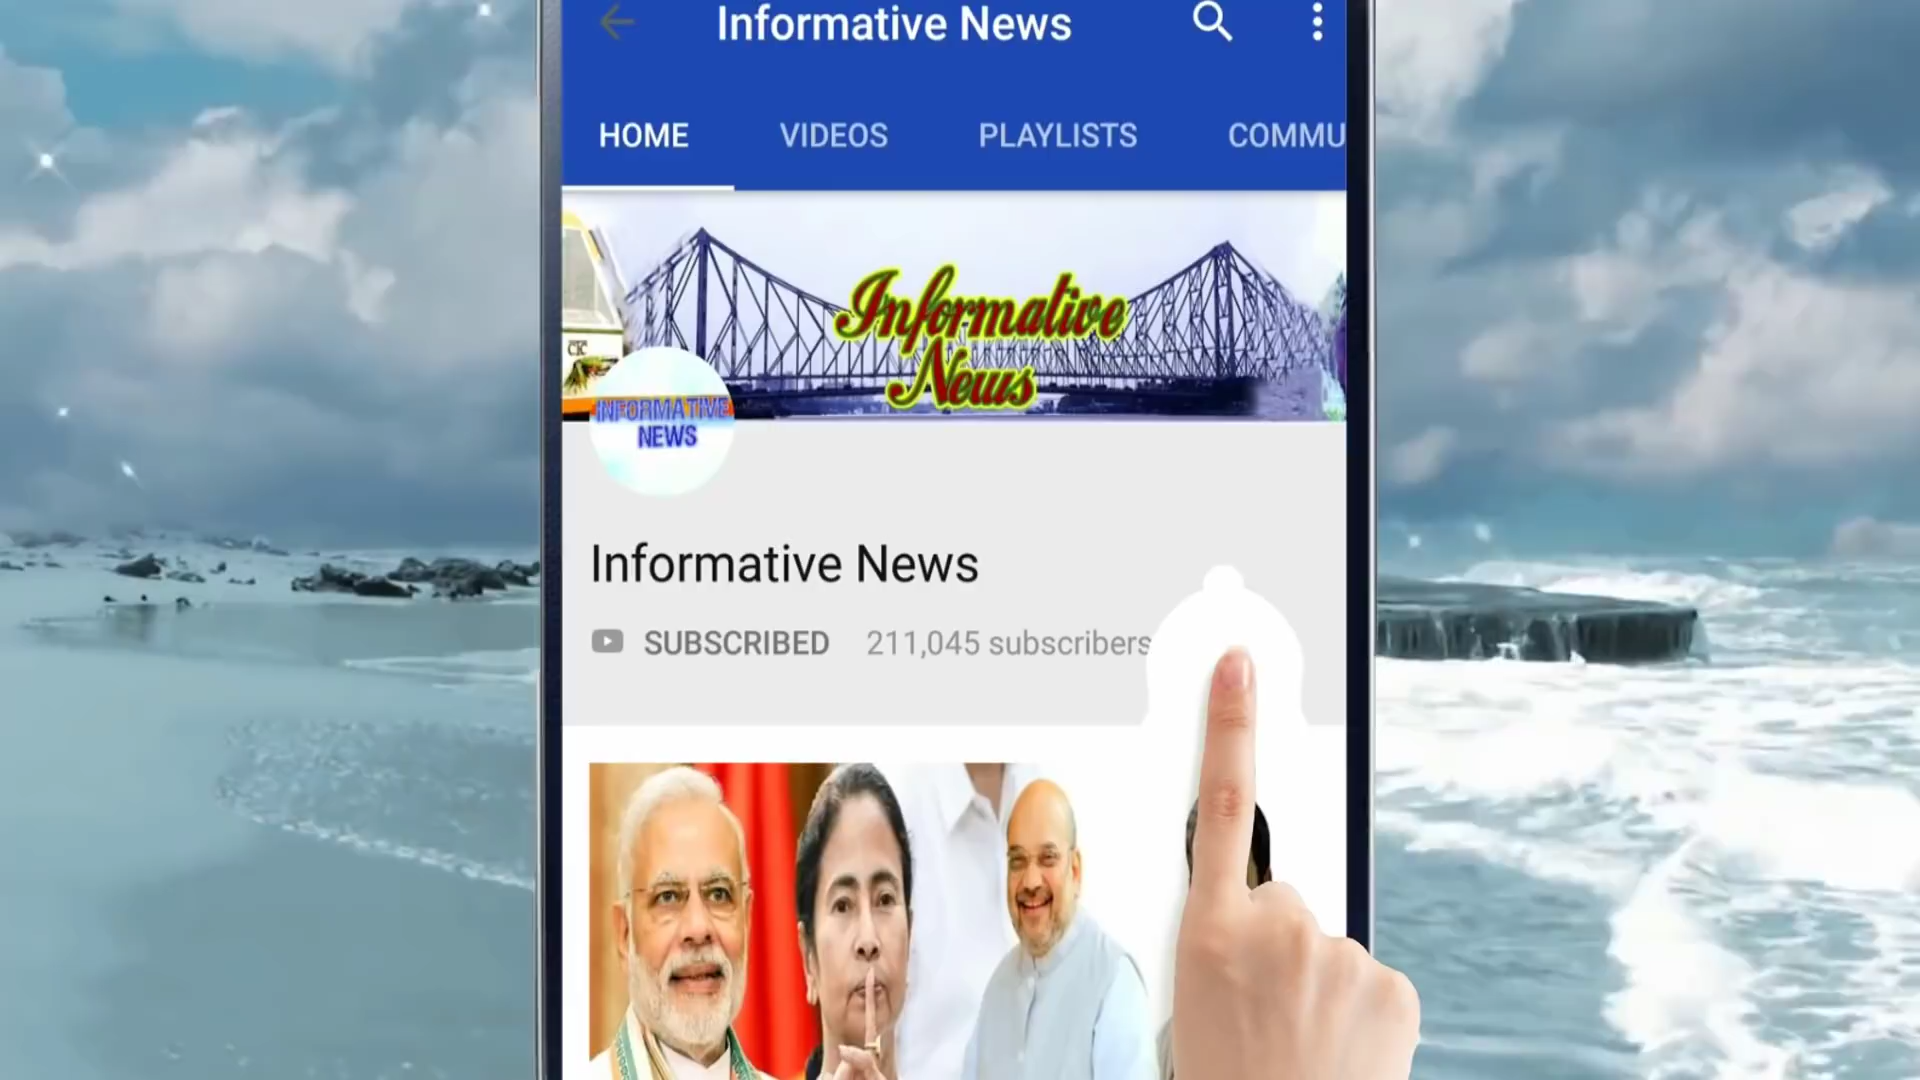 Informative News
HOME VIDEOS PLAYLISTS COMMU
Informative
News
INFORMATIVE
NEWS
Informative News
SUBSCRIBED 211,045 subscribers